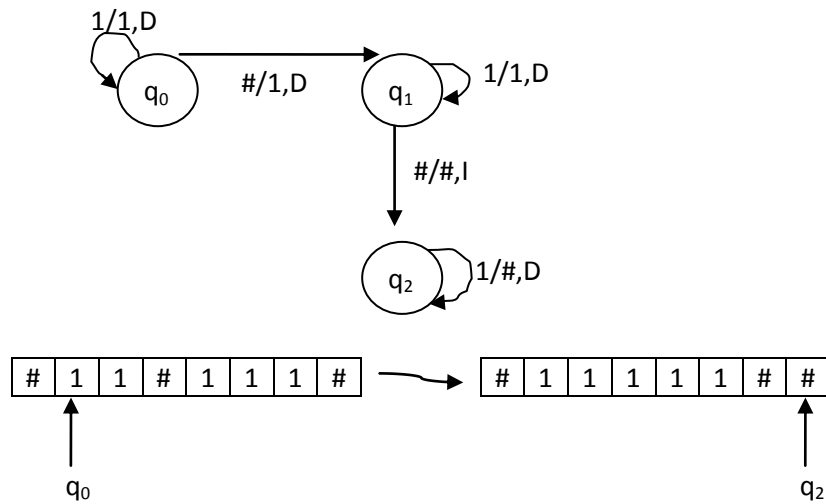 1/1,D
#/1,D
q0
q1
1/1,D
#/#,I
q2
1/#,D
# 1 1 # 1 1 1 #
# 1 1 1 1 1 # #
q0
q2